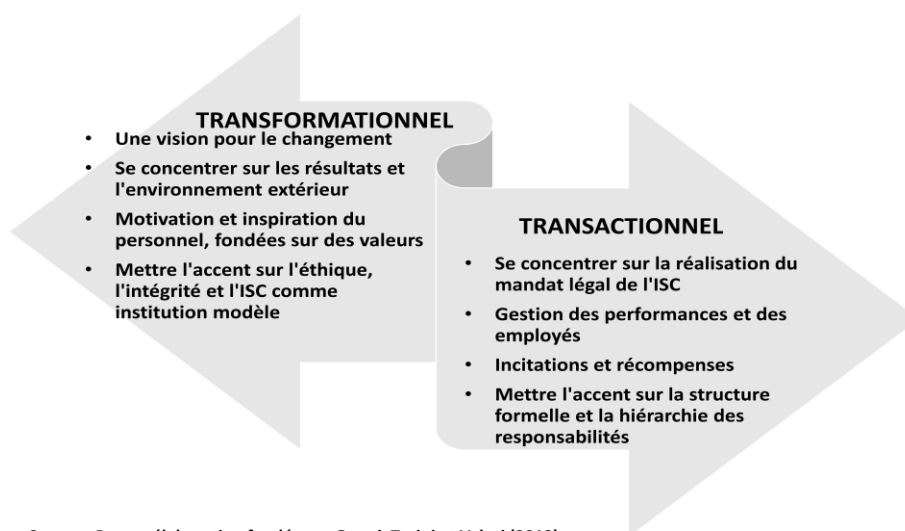 TRANSFORMATIONNEL
• Une vision pour le changement
• Se concentrer sur les résultats et
l'environnement extérieur
• Motivation et inspiration du
personnel, fondées sur des valeurs
• Mettre l'accent sur l'éthique,
l'intégrité et l'ISC comme
institution modèle
TRANSACTIONNEL
• Se concentrer sur la réalisation du
mandat légal de l'ISC
• Gestion des performances et des
employés
• Incitations et récompenses
• Mettre l'accent sur la structure
formelle et la hiérarchie des
responsabilités